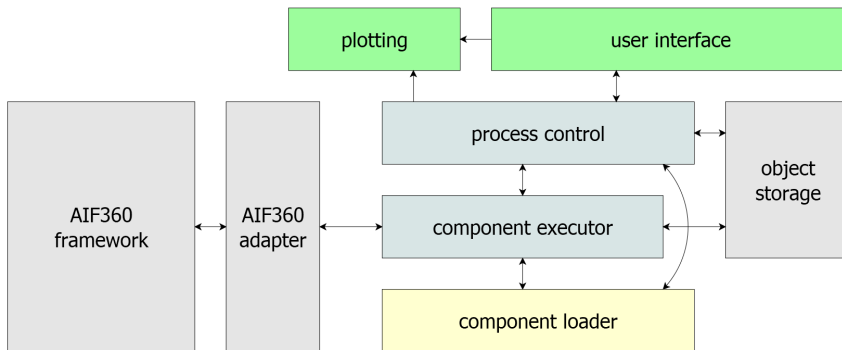 plotting
user interface
process control
object
storage
AIF360
framework
AIF360
adapter
component executor
component loader